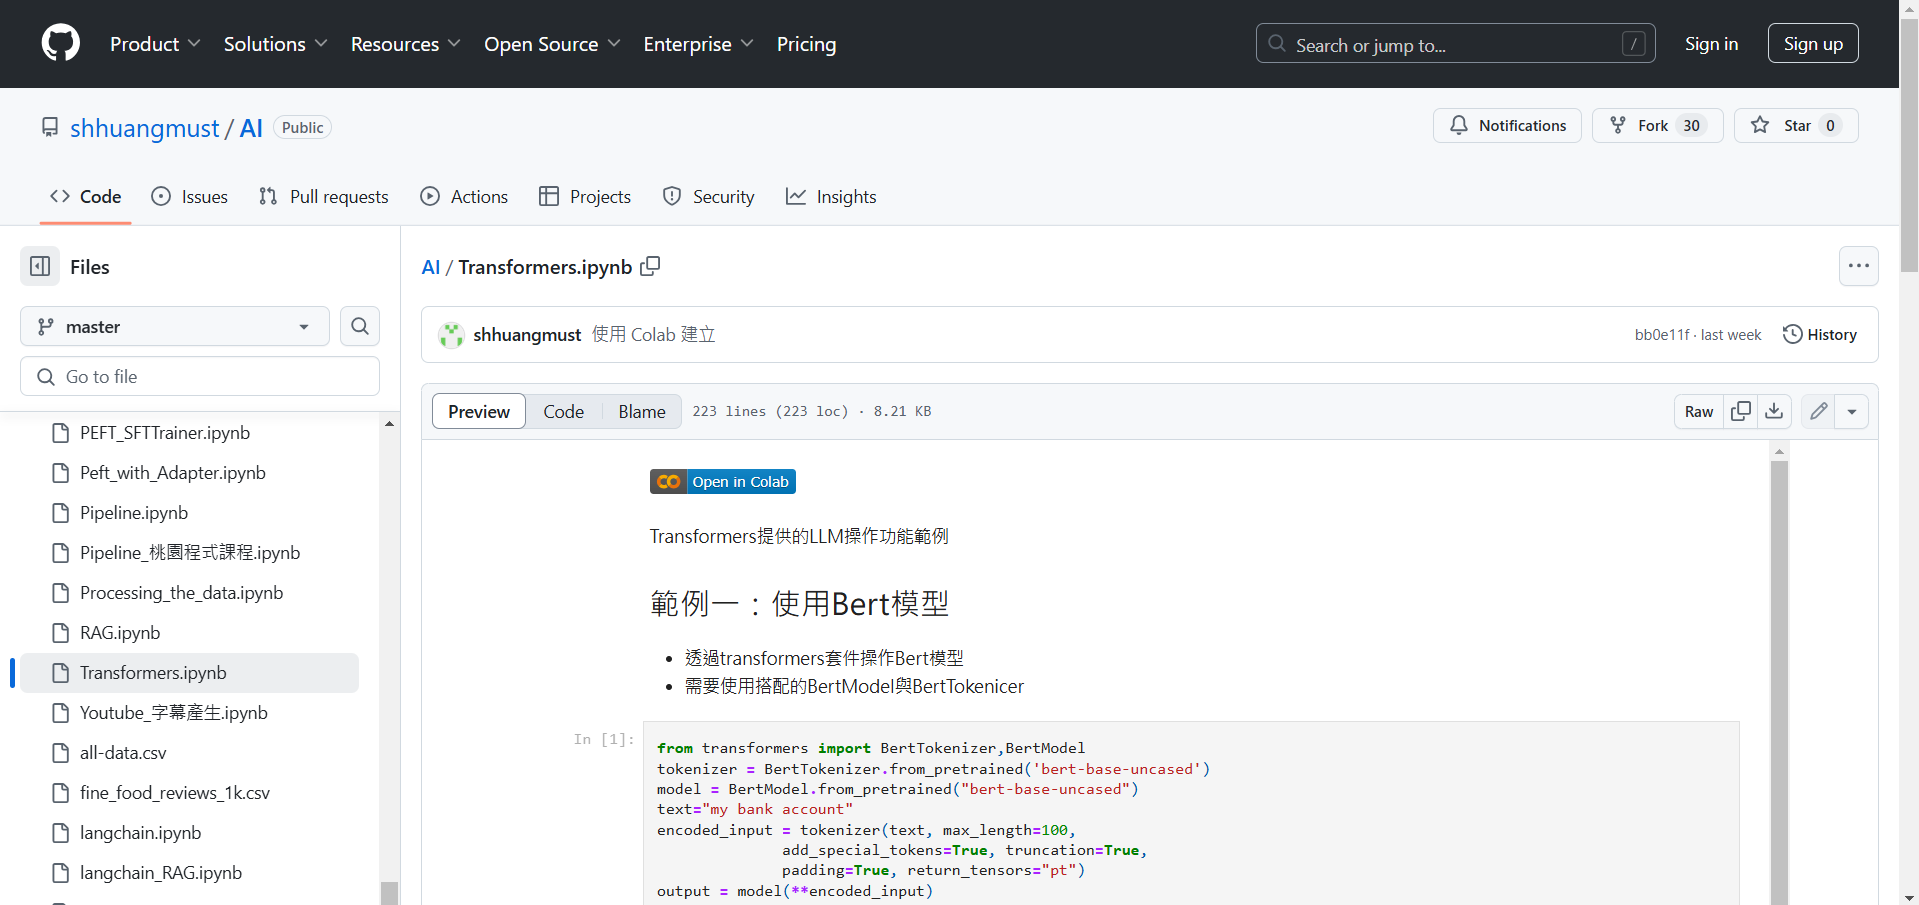 Product Solutions Resources Open Source Enterprise Pricing Search or jump to... / Sign in Sign up
shhuangmust / AI Public Notifications Fork 30 Star 0
Code Issues Pull requests Actions Projects Security Insights
Files
master
Go to file
PEFT_SFTTrainer.ipynb
Peft_with_Adapter.ipynb
Pipeline.ipynb
Pipeline_桃園程式課程.ipynb
Processing_the_data.ipynb
RAG.ipynb
Transformers.ipynb
Youtube_字幕產生.ipynb
all-data.csv
fine_food_reviews_1k.csv
langchain.ipynb
langchain_RAG.ipynb
AI / Transformers.ipynb
shhuangmust 使用 Colab 建立 bb0e11f · last week History
Preview Code Blame 223 lines (223 loc) · 8.21 KB Raw
Open in Colab
Transformers提供的LLM操作功能範例
範例一：使用Bert模型
• 透過transformers套件操作Bert模型
• 需要使用搭配的BertModel與BertTokenicer
In [1]:
from transformers import BertTokenizer,BertModel
tokenizer = BertTokenizer.from_pretrained('bert-base-uncased')
model = BertModel.from_pretrained("bert-base-uncased")
text="my bank account"
encoded_input = tokenizer(text, max_length=100,
add_special_tokens=True, truncation=True,
padding=True, return_tensors="pt")
output = model(**encoded_input)